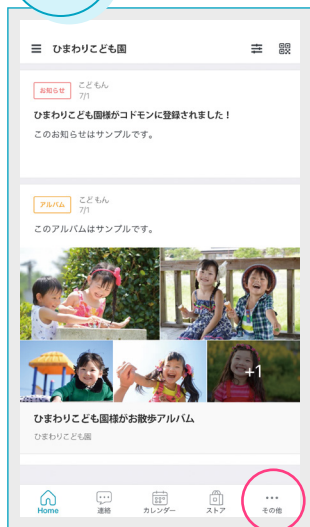 ひまわりこども園
お知らせ
こどもん
7/1
ひまわりこども園様がコドモンに登録されました！
このお知らせはサンプルです。
アルバム
こどもん
7/1
このアルバムはサンプルです。
+1
ひまわりこども園様がお散歩アルバム
ひまわりこども園
Home
連絡
カレンダー
ストア
その他